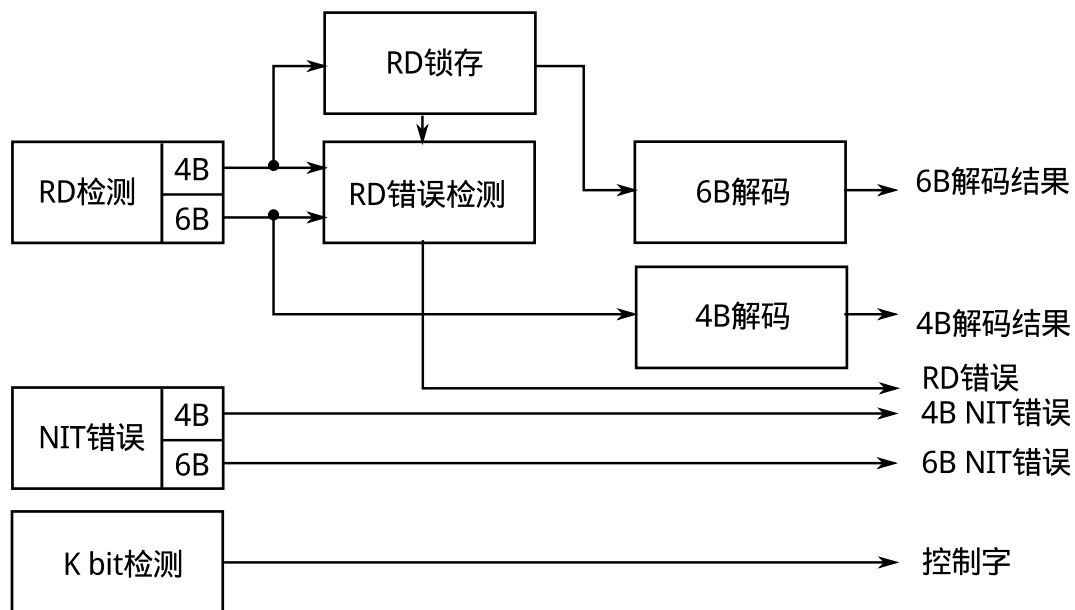 RD锁存
RD检测
4B
6B
RD错误检测
6B解码
6B解码结果
4B解码
4B解码结果
RD错误
NIT错误
4B
6B
4B NIT错误
6B NIT错误
K bit检测
控制字